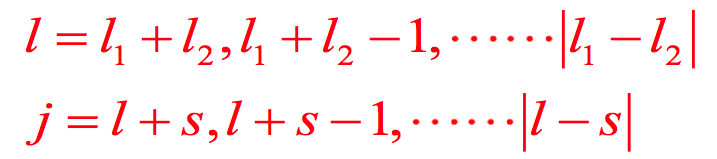 l = l₁ + l₂, l₁ + l₂ − 1, ⋯⋯ |l₁ − l₂|
j = l + s, l + s − 1, ⋯⋯ |l − s|